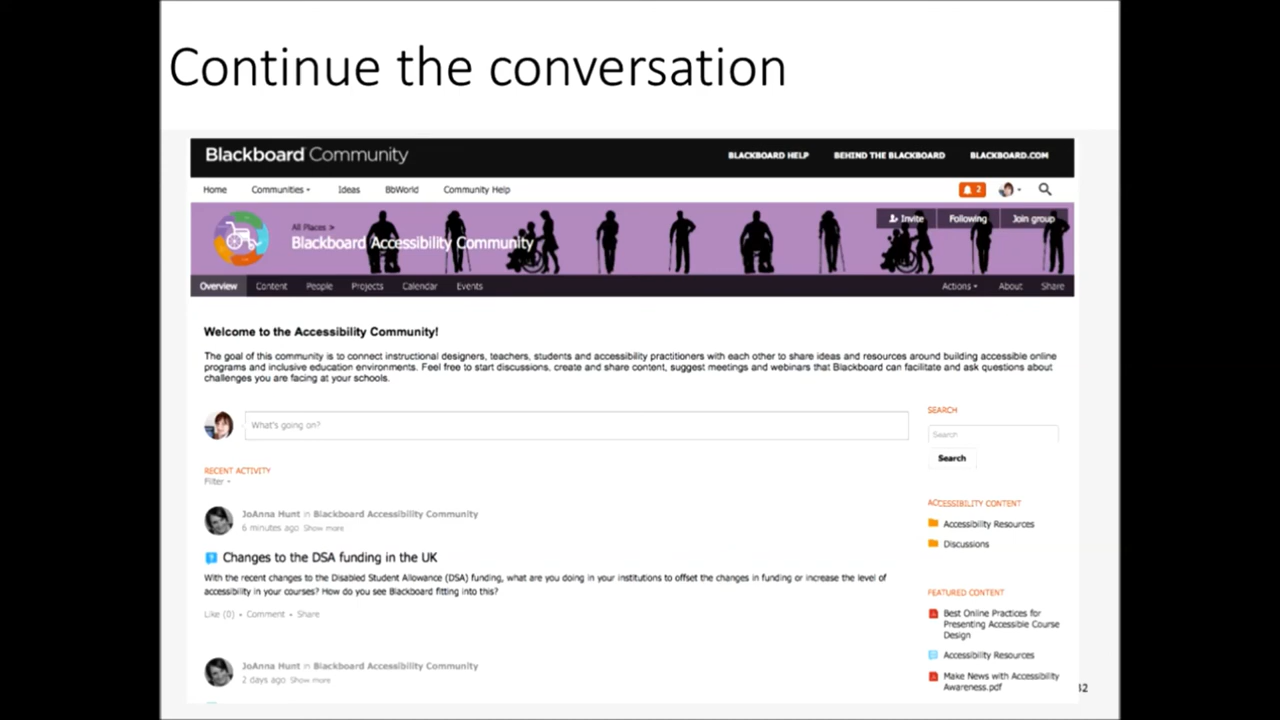 Continue the conversation
Blackboard Community
BLACKBOARD HELP BEHIND THE BLACKBOARD BLACKBOARD.COM
Home Communities Ideas BbWorld Community Help 2
All Places >
Blackboard Accessibility Community
Invite Following Join group
Overview Content People Projects Calendar Events Actions About Share
Welcome to the Accessibility Community!
The goal of this community is to connect instructional designers, teachers, students and accessibility practitioners with each other to share ideas and resources around building accessible online
programs and inclusive education environments. Feel free to start discussions, create and share content, suggest meetings and webinars that Blackboard can facilitate and ask questions about
challenges you are facing at your schools.
What's going on?
RECENT ACTIVITY
Filter
JoAnna Hunt in Blackboard Accessibility Community
6 minutes ago Show more
Changes to the DSA funding in the UK
With the recent changes to the Disabled Student Allowance (DSA) funding, what are you doing in your institutions to offset the changes in funding or increase the level of
accessibility in your courses? How do you see Blackboard fitting into this?
Like (0) • Comment • Share
JoAnna Hunt in Blackboard Accessibility Community
2 days ago Show more
SEARCH
Search
Search
ACCESSIBILITY CONTENT
Accessibility Resources
Discussions
FEATURED CONTENT
Best Online Practices for
Presenting Accessible Course
Design
Accessibility Resources
Make News with Accessibility
Awareness.pdf